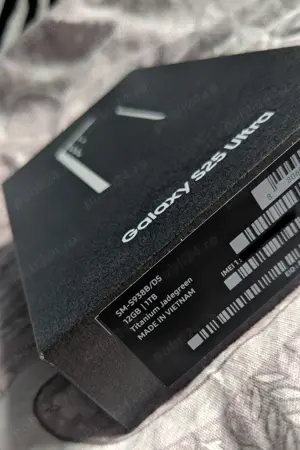 Galaxy S25 Ultra
SM-S938B/DS
12GB | 1TB
Titanium Jadegreen
MADE IN VIETNAM
IMEI 1: